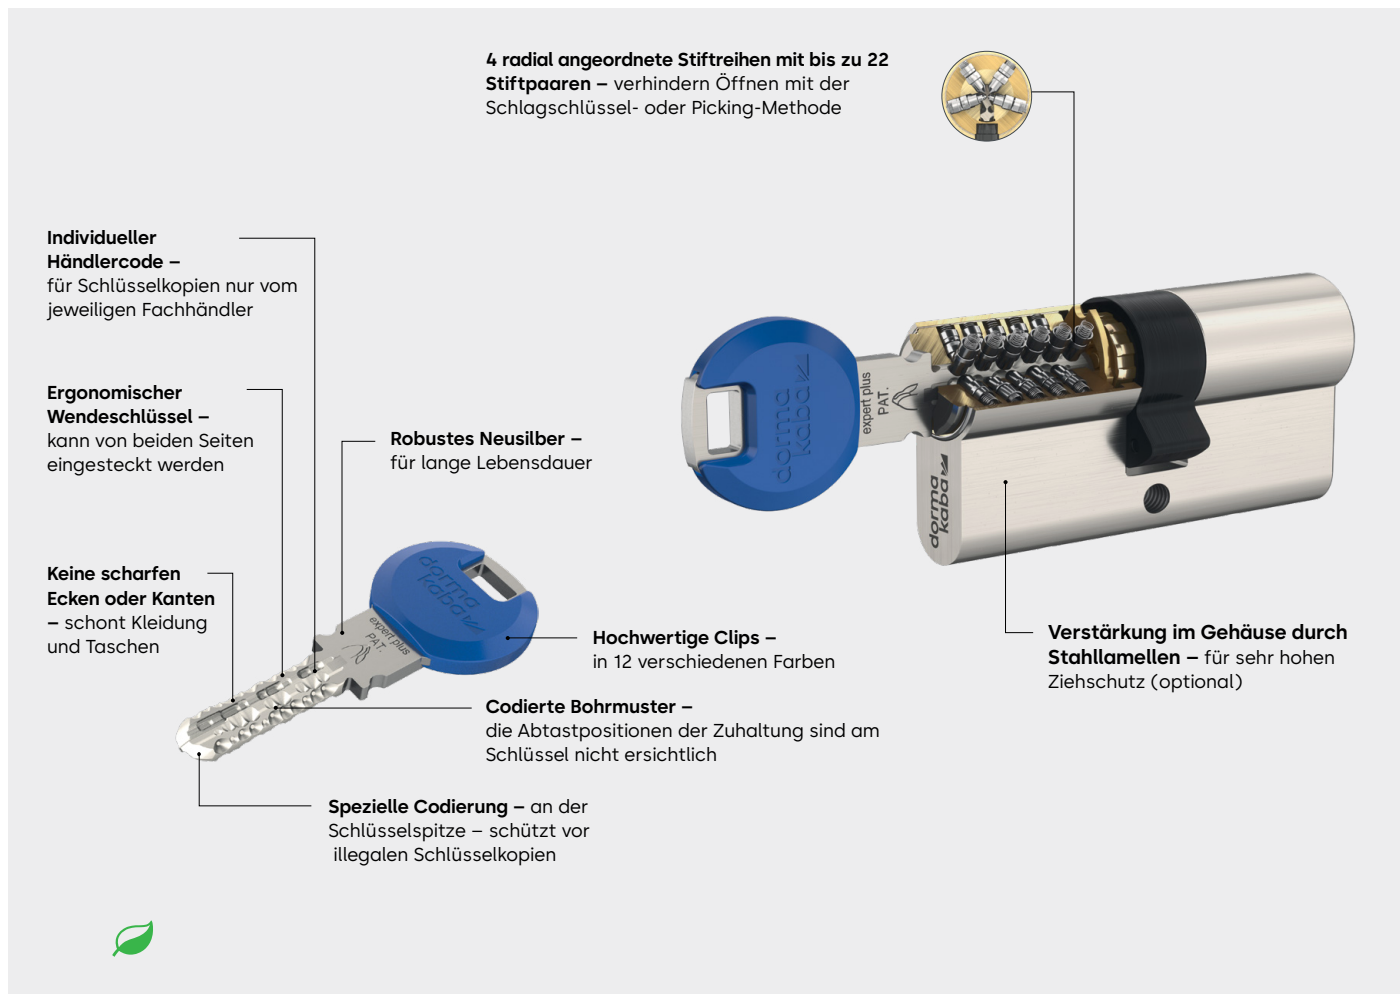 4 radial angeordnete Stiftreihen mit bis zu 22
Stiftpaaren – verhindern Öffnen mit der
Schlagschlüssel- oder Picking-Methode
Individueller
Händlercode –
für Schlüsselkopien nur vom
jeweiligen Fachhändler
Ergonomischer
Wendeschlüssel –
kann von beiden Seiten
eingesteckt werden
Robustes Neusilber –
für lange Lebensdauer
Keine scharfen
Ecken oder Kanten
– schont Kleidung
und Taschen
dorma
kaba
expert plus
PAT.
dorma
kaba
dorma
kaba
expert plus
PAT.
Hochwertige Clips –
in 12 verschiedenen Farben
Verstärkung im Gehäuse durch
Stahllamellen – für sehr hohen
Ziehschutz (optional)
Codierte Bohrmuster –
die Abtastpositionen der Zuhaltung sind am
Schlüssel nicht ersichtlich
Spezielle Codierung – an der
Schlüsselspitze – schützt vor
illegalen Schlüsselkopien